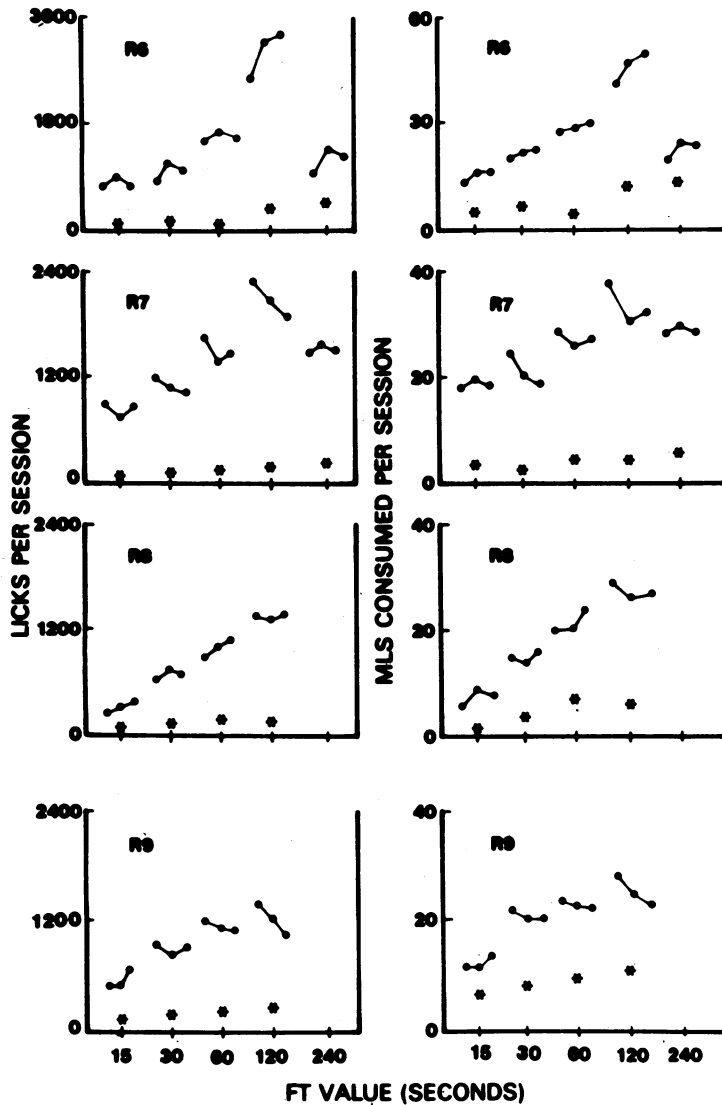 3600
1800
0
R6
60
30
0
R6
2400
1200
0
R7
40
20
0
R7
2400
1200
0
R8
40
20
0
R8
2400
1200
0
R9
15 30 60 120 240
40
20
0
R9
15 30 60 120 240
LICKS PER SESSION
MLS CONSUMED PER SESSION
FT VALUE (SECONDS)